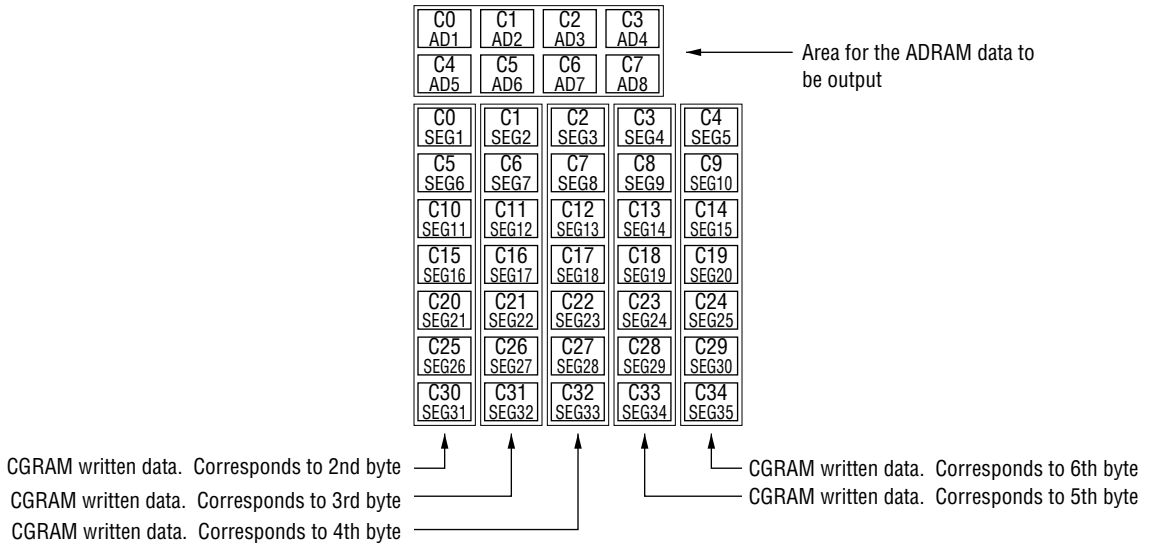 C0 C1 C2 C3
AD1 AD2 AD3 AD4
C4 C5 C6 C7
AD5 AD6 AD7 AD8
Area for the ADRAM data to
be output
C0 C1 C2 C3 C4
SEG1 SEG2 SEG3 SEG4 SEG5
C5 C6 C7 C8 C9
SEG6 SEG7 SEG8 SEG9 SEG10
C10 C11 C12 C13 C14
SEG11 SEG12 SEG13 SEG14 SEG15
C15 C16 C17 C18 C19
SEG16 SEG17 SEG18 SEG19 SEG20
C20 C21 C22 C23 C24
SEG21 SEG22 SEG23 SEG24 SEG25
C25 C26 C27 C28 C29
SEG26 SEG27 SEG28 SEG29 SEG30
C30 C31 C32 C33 C34
SEG31 SEG32 SEG33 SEG34 SEG35
CGRAM written data. Corresponds to 2nd byte
CGRAM written data. Corresponds to 3rd byte
CGRAM written data. Corresponds to 4th byte
CGRAM written data. Corresponds to 6th byte
CGRAM written data. Corresponds to 5th byte